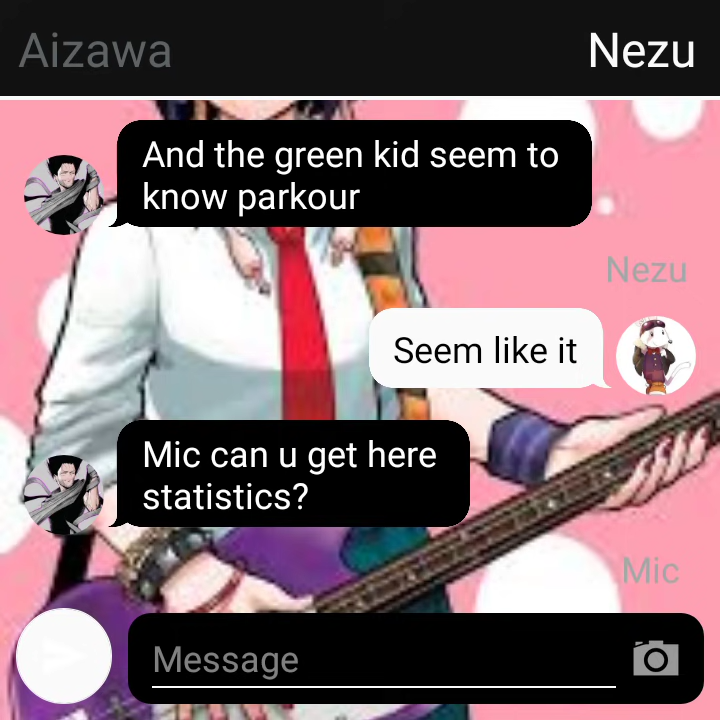 Aizawa
Nezu
And the green kid seem to
know parkour
Nezu
Seem like it
Mic can u get here
statistics?
Mic
Message